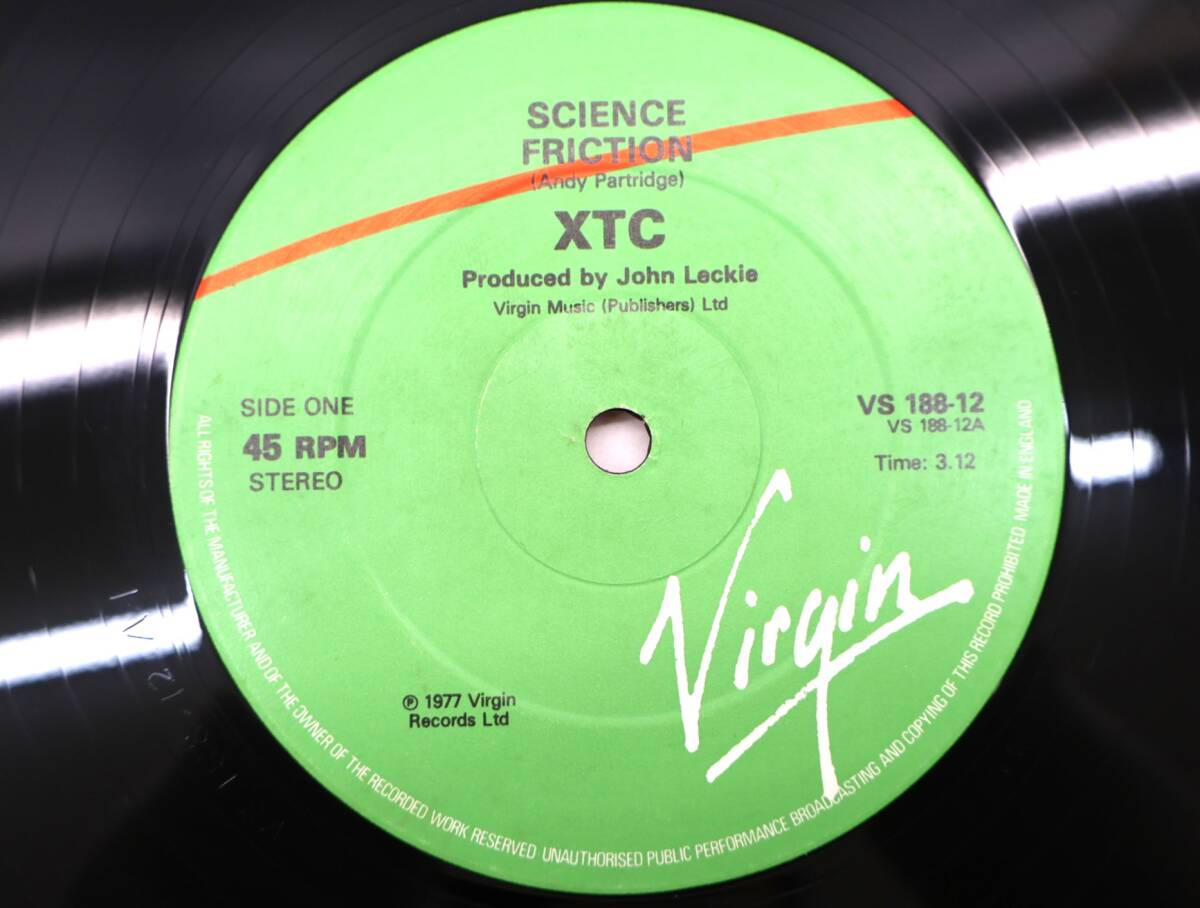 SCIENCE
FRICTION
(Andy Partridge)
XTC
Produced by John Leckie
Virgin Music (Publishers) Ltd
SIDE ONE
45 RPM
STEREO
VS 188-12
VS 188-12A
Time: 3.12
Virgin
℗ 1977 Virgin
Records Ltd
ALL RIGHTS OF THE MANUFACTURER AND OF THE OWNER OF THE RECORDED WORK RESERVED UNAUTHORISED PUBLIC PERFORMANCE BROADCASTING AND COPYING OF THIS RECORD PROHIBITED MADE IN ENGLAND